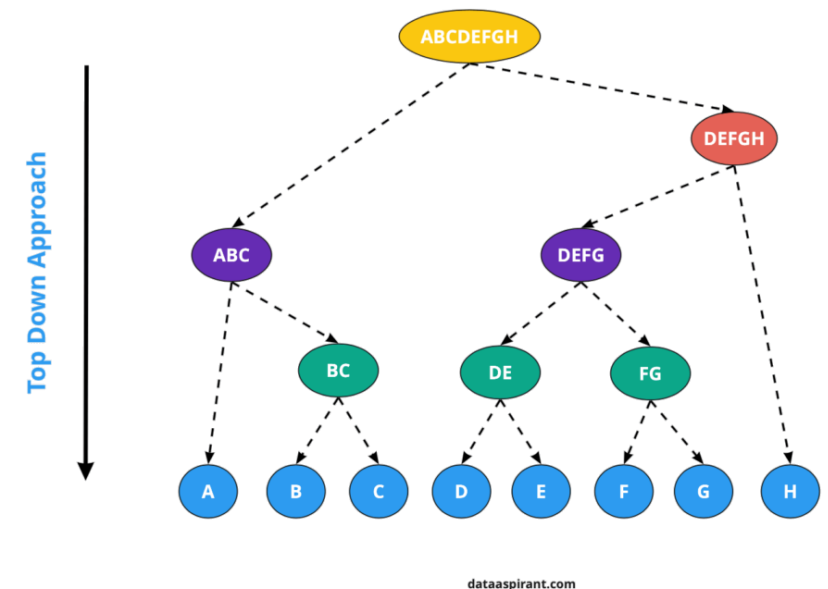 ABCDEFGH
DEFGH
Top Down Approach
ABC
DEFG
BC
DE
FG
A
B
C
D
E
F
G
H
dataaspirant.com